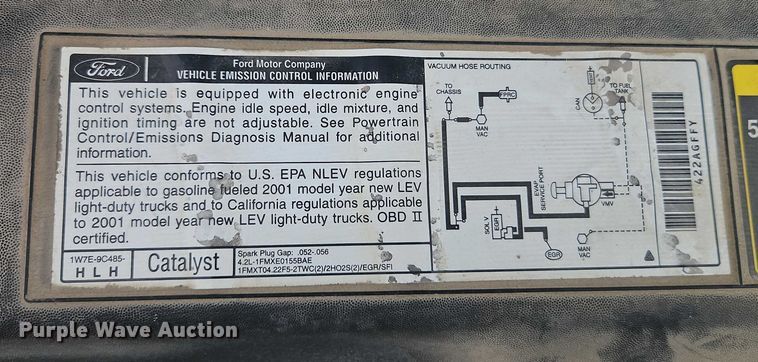 Ford
Ford Motor Company
VEHICLE EMISSION CONTROL INFORMATION
This vehicle is equipped with electronic engine
control systems. Engine idle speed, idle mixture, and
ignition timing are not adjustable. See Powertrain
Control/Emissions Diagnosis Manual for additional
information.
This vehicle conforms to U.S. EPA NLEV regulations
applicable to gasoline fueled 2001 model year new LEV
light-duty trucks and to California regulations applicable
to 2001 model year new LEV light-duty trucks. OBD II
certified.
1W7E-9C485-
HLH
Catalyst
Spark Plug Gap: .052-.056
4.2L-1FMXE0155BAE
1FMXT04.22F5-2TWC(2)/2HO2S(2)/EGR/SFI
VACUUM HOSE ROUTING
TO
CHASSIS
FPRC
MAN
VAC
CAN
TO FUEL
TANK
EVAP
SERVICE PORT
VMV
SOL V
EGR
EGR
MAN
VAC
422AGFFY
5
Purple Wave Auction